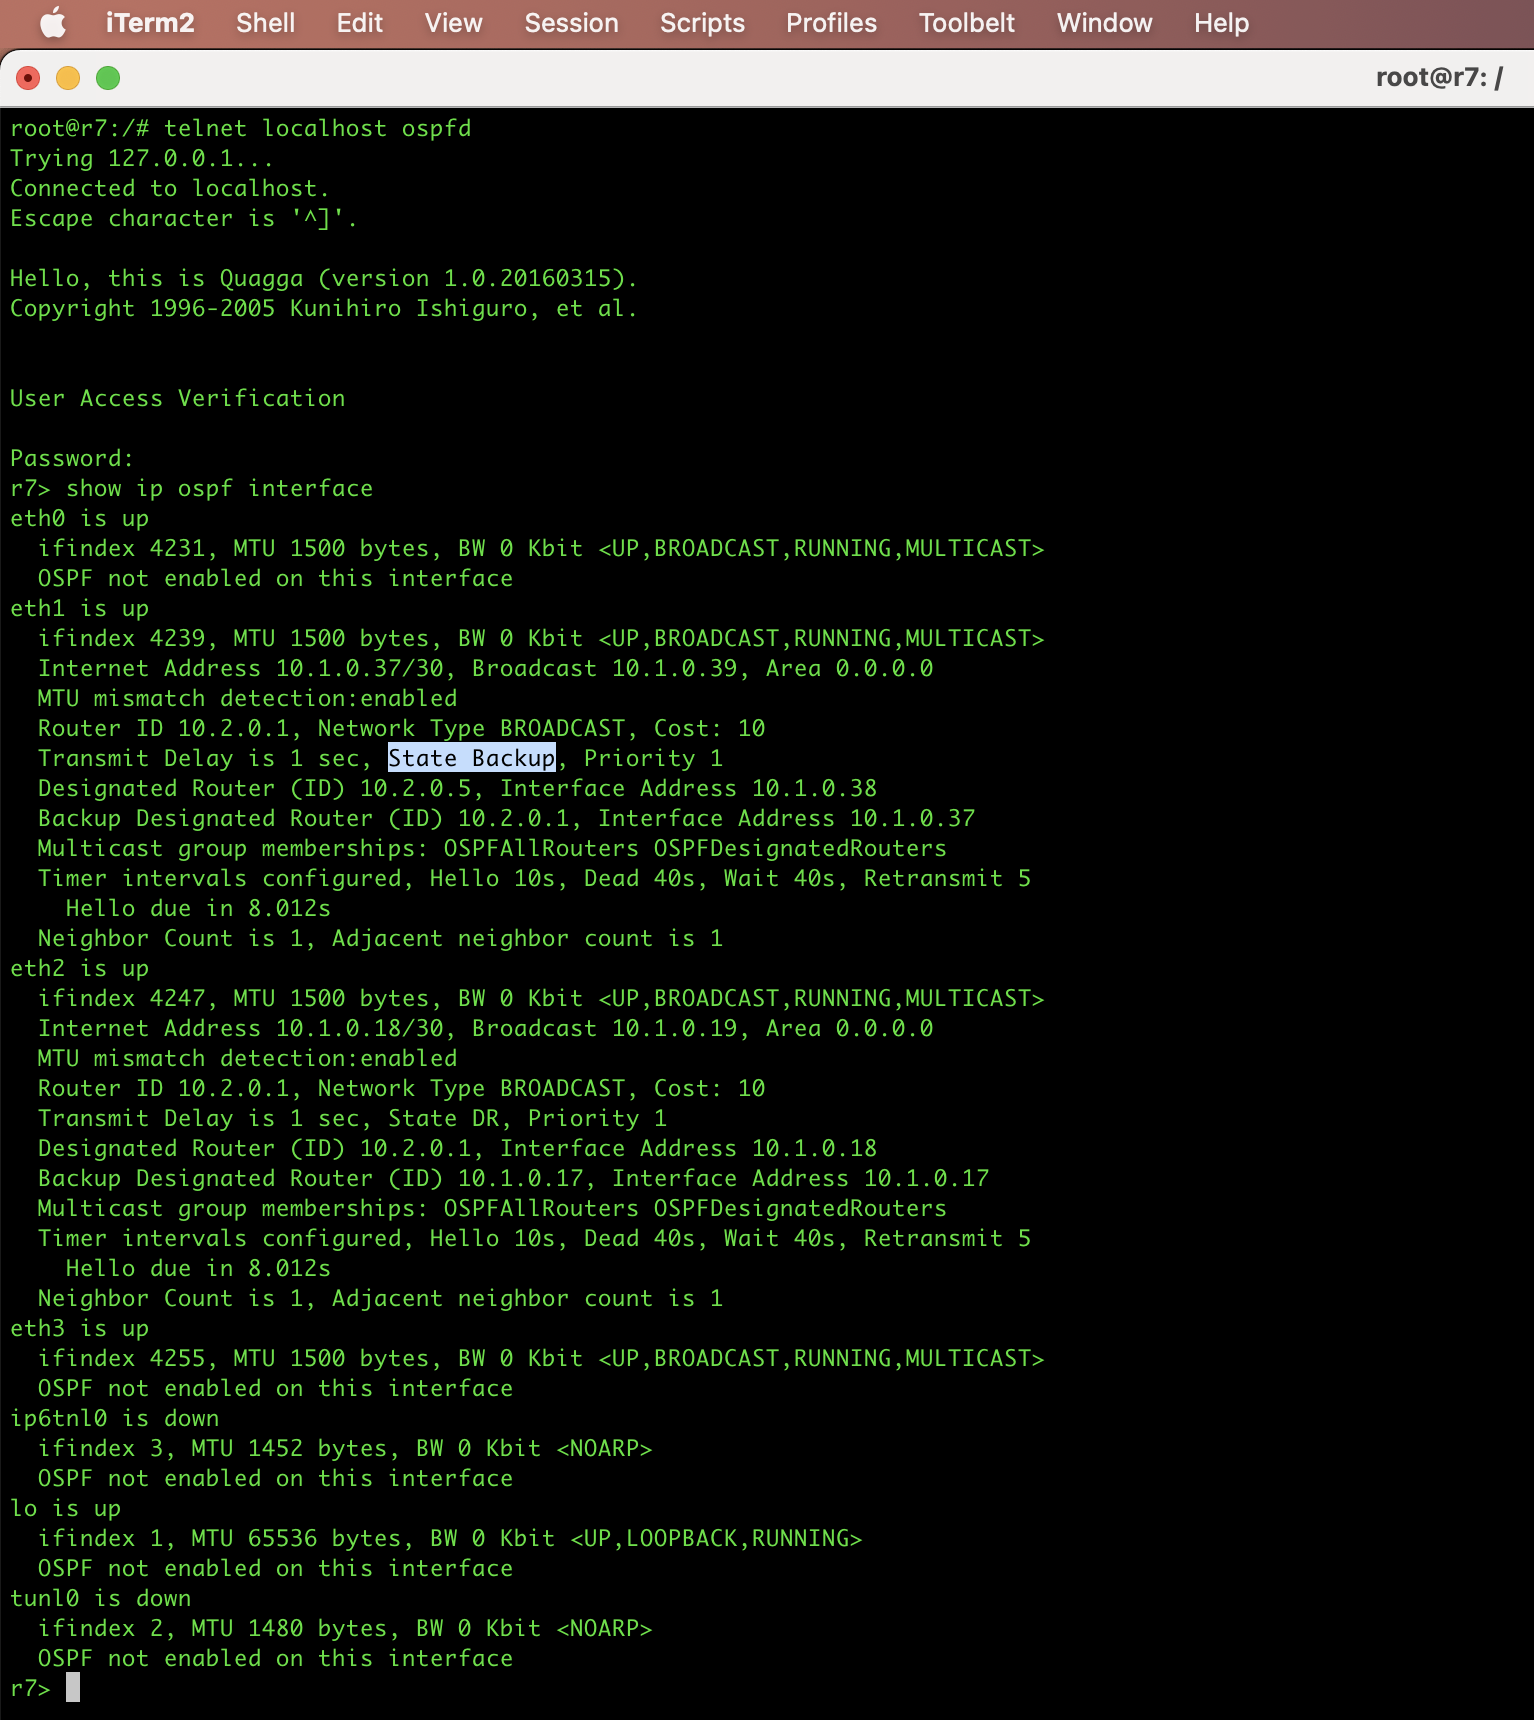 iTerm2 Shell Edit View Session Scripts Profiles Toolbelt Window Help
root@r7: /
root@r7:/# telnet localhost ospfd
Trying 127.0.0.1...
Connected to localhost.
Escape character is '^]'.
Hello, this is Quagga (version 1.0.20160315).
Copyright 1996-2005 Kunihiro Ishiguro, et al.
User Access Verification
Password:
r7> show ip ospf interface
eth0 is up
  ifindex 4231, MTU 1500 bytes, BW 0 Kbit <UP,BROADCAST,RUNNING,MULTICAST>
  OSPF not enabled on this interface
eth1 is up
  ifindex 4239, MTU 1500 bytes, BW 0 Kbit <UP,BROADCAST,RUNNING,MULTICAST>
  Internet Address 10.1.0.37/30, Broadcast 10.1.0.39, Area 0.0.0.0
  MTU mismatch detection:enabled
  Router ID 10.2.0.1, Network Type BROADCAST, Cost: 10
  Transmit Delay is 1 sec, State Backup, Priority 1
  Designated Router (ID) 10.2.0.5, Interface Address 10.1.0.38
  Backup Designated Router (ID) 10.2.0.1, Interface Address 10.1.0.37
  Multicast group memberships: OSPFAllRouters OSPFDesignatedRouters
  Timer intervals configured, Hello 10s, Dead 40s, Wait 40s, Retransmit 5
    Hello due in 8.012s
  Neighbor Count is 1, Adjacent neighbor count is 1
eth2 is up
  ifindex 4247, MTU 1500 bytes, BW 0 Kbit <UP,BROADCAST,RUNNING,MULTICAST>
  Internet Address 10.1.0.18/30, Broadcast 10.1.0.19, Area 0.0.0.0
  MTU mismatch detection:enabled
  Router ID 10.2.0.1, Network Type BROADCAST, Cost: 10
  Transmit Delay is 1 sec, State DR, Priority 1
  Designated Router (ID) 10.2.0.1, Interface Address 10.1.0.18
  Backup Designated Router (ID) 10.1.0.17, Interface Address 10.1.0.17
  Multicast group memberships: OSPFAllRouters OSPFDesignatedRouters
  Timer intervals configured, Hello 10s, Dead 40s, Wait 40s, Retransmit 5
    Hello due in 8.012s
  Neighbor Count is 1, Adjacent neighbor count is 1
eth3 is up
  ifindex 4255, MTU 1500 bytes, BW 0 Kbit <UP,BROADCAST,RUNNING,MULTICAST>
  OSPF not enabled on this interface
ip6tnl0 is down
  ifindex 3, MTU 1452 bytes, BW 0 Kbit <NOARP>
  OSPF not enabled on this interface
lo is up
  ifindex 1, MTU 65536 bytes, BW 0 Kbit <UP,LOOPBACK,RUNNING>
  OSPF not enabled on this interface
tunl0 is down
  ifindex 2, MTU 1480 bytes, BW 0 Kbit <NOARP>
  OSPF not enabled on this interface
r7>